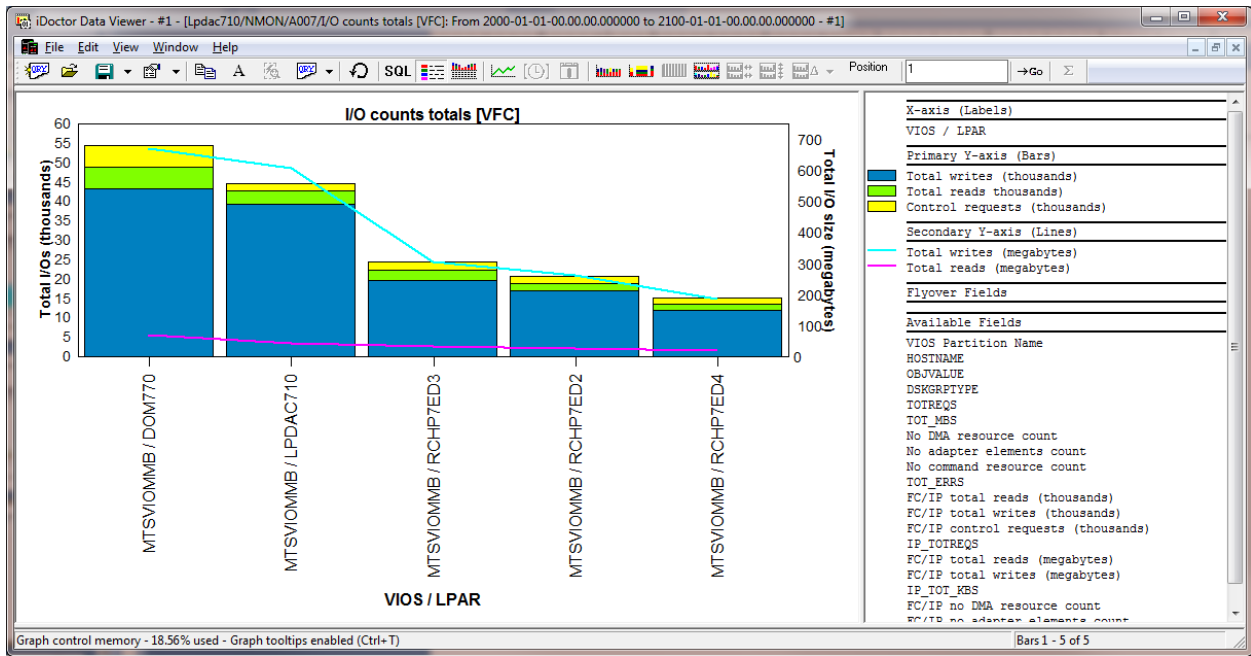 iDoctor Data Viewer - #1 - [Lpdac710/NMON/A007/I/O counts totals [VFC]: From 2000-01-01-00.00.00.000000 to 2100-01-01-00.00.00.000000 - #1]
File Edit View Window Help
QRY A QRY SQL Position 1 Go Σ
I/O counts totals [VFC]
60
55
50
45
40
35
30
25
20
15
10
5
0
Total I/Os (thousands)
700
600
500
400
300
200
100
0
Total I/O size (megabytes)
MTSVIOMMB / DOM770
MTSVIOMMB / LPDAC710
MTSVIOMMB / RCHP7ED3
MTSVIOMMB / RCHP7ED2
MTSVIOMMB / RCHP7ED4
VIOS / LPAR
X-axis (Labels)
VIOS / LPAR
Primary Y-axis (Bars)
Total writes (thousands)
Total reads thousands)
Control requests (thousands)
Secondary Y-axis (Lines)
Total writes (megabytes)
Total reads (megabytes)
Flyover Fields
Available Fields
VIOS Partition Name
HOSTNAME
OBJVALUE
DSKGRPTYPE
TOTREQS
TOT_MBS
No DMA resource count
No adapter elements count
No command resource count
TOT_ERRS
FC/IP total reads (thousands)
FC/IP total writes (thousands)
FC/IP control requests (thousands)
IP_TOTREQS
FC/IP total reads (megabytes)
FC/IP total writes (megabytes)
IP_TOT_KBS
FC/IP no DMA resource count
FC/IP no adapter elements count
Graph control memory - 18.56% used - Graph tooltips enabled (Ctrl+T)
Bars 1 - 5 of 5